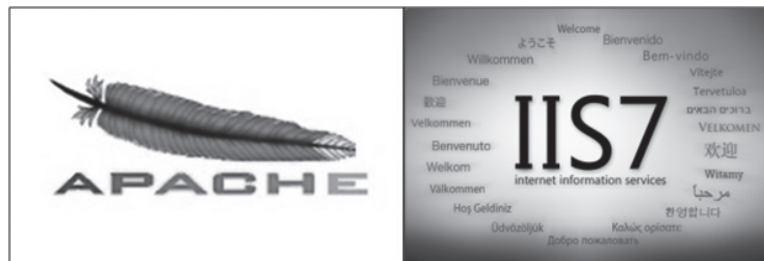 APACHE
Welcome
ようこそ
Bienvenido
Willkommen
Bem-vindo
Bienvenue
Vítejte
歡迎
Tervetuloa
ברוכים הבאים
Velkommen
VELKOMEN
IIS7
Benvenuto
欢迎
internet information services
Welkom
Witamy
Välkommen
مرحباً
Hoş Geldiniz
환영합니다
Üdvözöljük
Καλώς ορίσατε
Добро пожаловать